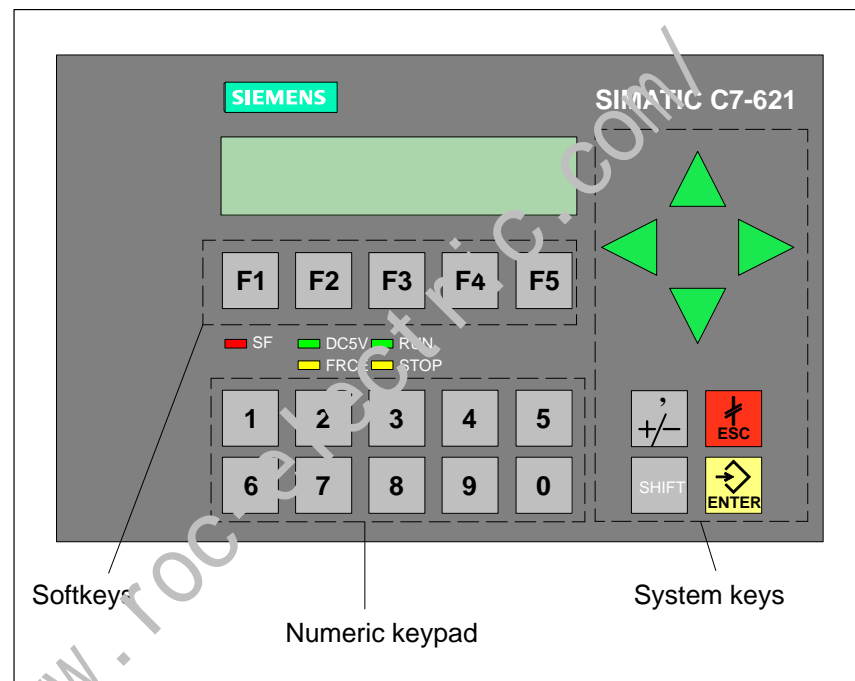 SIEMENS
SIMATIC C7-621
F1 F2 F3 F4 F5
SF DC5V RUN
FRCE STOP
1 2 3 4 5
, +/–
ESC
6 7 8 9 0
SHIFT
ENTER
Softkeys
System keys
Numeric keypad
www.roc-electric.com/